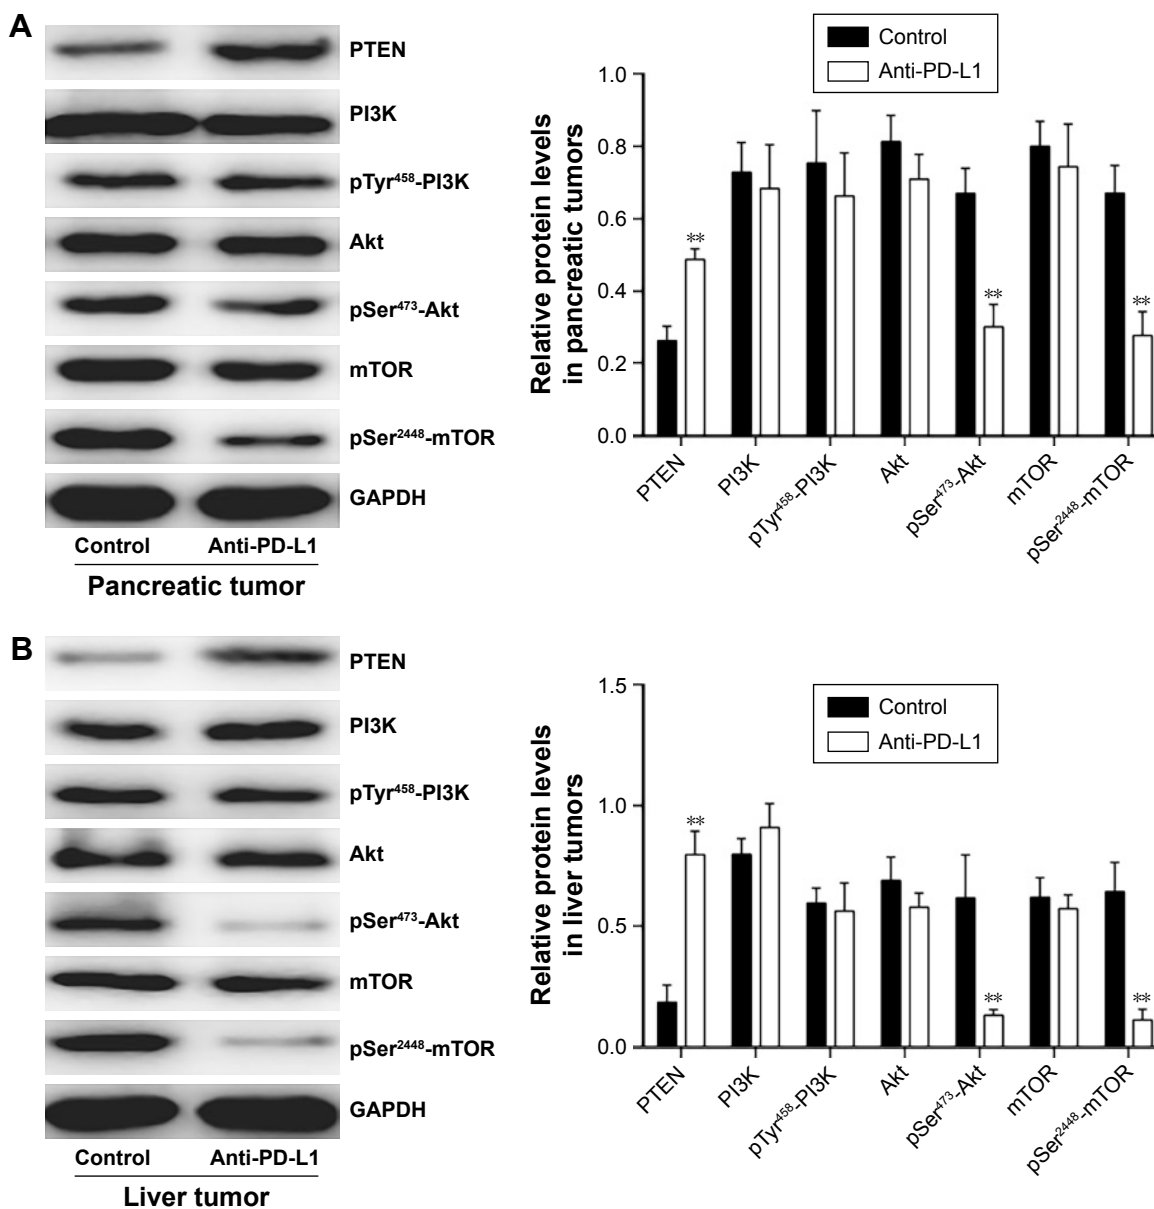 A
PTEN
PI3K
pTyr⁴⁵⁸-PI3K
Akt
pSer⁴⁷³-Akt
mTOR
pSer²⁴⁴⁸-mTOR
GAPDH
Control Anti-PD-L1
Pancreatic tumor
Control
Anti-PD-L1
Relative protein levels
in pancreatic tumors
1.0
0.8
0.6
0.4
0.2
0.0
**
**
**
PTEN
PI3K
pTyr⁴⁵⁸-PI3K
Akt
pSer⁴⁷³-Akt
mTOR
pSer²⁴⁴⁸-mTOR
B
PTEN
PI3K
pTyr⁴⁵⁸-PI3K
Akt
pSer⁴⁷³-Akt
mTOR
pSer²⁴⁴⁸-mTOR
GAPDH
Control Anti-PD-L1
Liver tumor
Control
Anti-PD-L1
Relative protein levels
in liver tumors
1.5
1.0
0.5
0.0
**
**
**
PTEN
PI3K
pTyr⁴⁵⁸-PI3K
Akt
pSer⁴⁷³-Akt
mTOR
pSer²⁴⁴⁸-mTOR